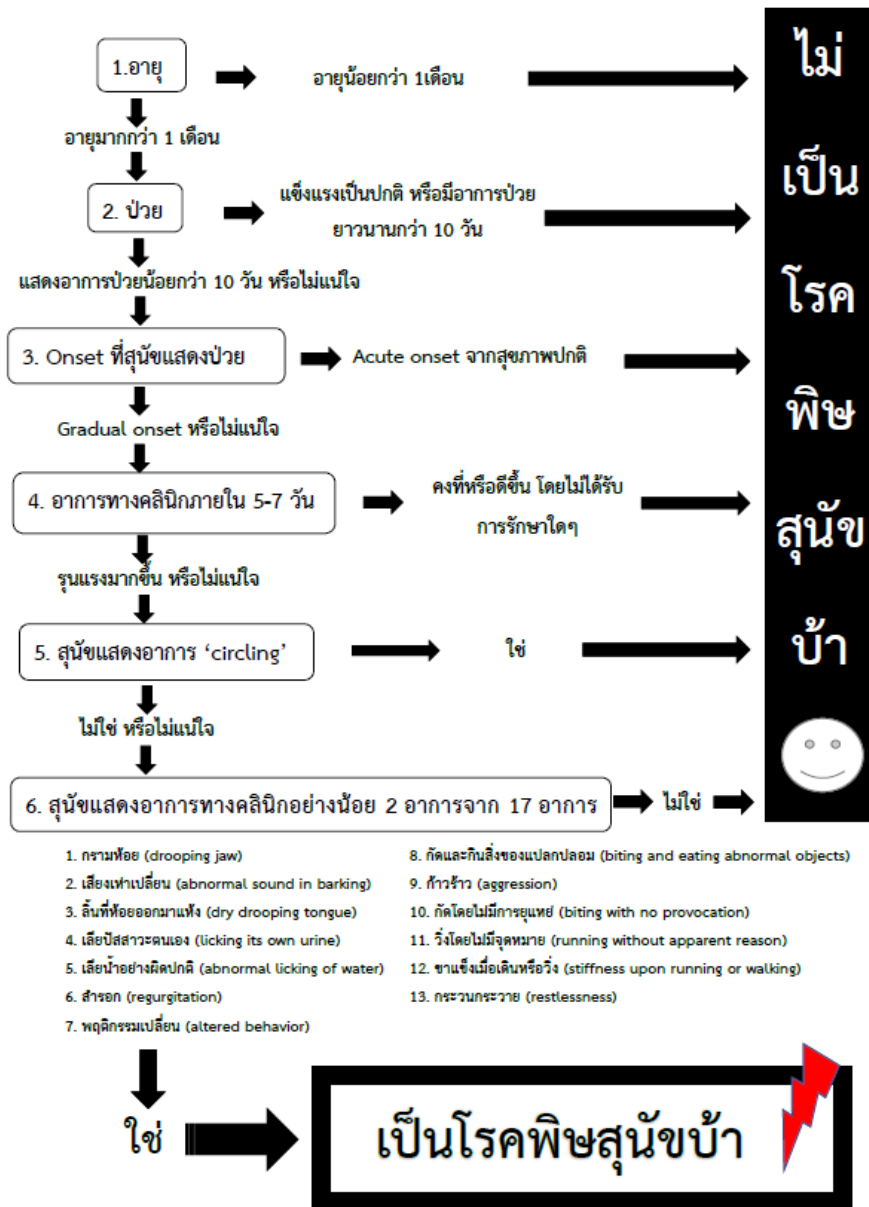 1.อายุ
อายุน้อยกว่า 1เดือน
อายุมากกว่า 1 เดือน
2. ป่วย
แข็งแรงเป็นปกติ หรือมีอาการป่วย
ยาวนานกว่า 10 วัน
แสดงอาการป่วยน้อยกว่า 10 วัน หรือไม่แน่ใจ
3. Onset ที่สุนัขแสดงป่วย
Acute onset จากสุขภาพปกติ
Gradual onset หรือไม่แน่ใจ
4. อาการทางคลินิกภายใน 5-7 วัน
คงที่หรือดีขึ้น โดยไม่ได้รับ
การรักษาใดๆ
รุนแรงมากขึ้น หรือไม่แน่ใจ
5. สุนัขแสดงอาการ ‘circling’
ใช่
ไม่ใช่ หรือไม่แน่ใจ
6. สุนัขแสดงอาการทางคลินิกอย่างน้อย 2 อาการจาก 17 อาการ
ไม่ใช่
ไม่
เป็น
โรค
พิษ
สุนัข
บ้า
1. กรามห้อย (drooping jaw)
2. เสียงเห่าเปลี่ยน (abnormal sound in barking)
3. ลิ้นที่ห้อยออกมาแห้ง (dry drooping tongue)
4. เลียปัสสาวะตนเอง (licking its own urine)
5. เลียน้ำอย่างผิดปกติ (abnormal licking of water)
6. สำรอก (regurgitation)
7. พฤติกรรมเปลี่ยน (altered behavior)
8. กัดและกินสิ่งของแปลกปลอม (biting and eating abnormal objects)
9. ก้าวร้าว (aggression)
10. กัดโดยไม่มีการยุแหย่ (biting with no provocation)
11. วิ่งโดยไม่มีจุดหมาย (running without apparent reason)
12. ขาแข็งเมื่อเดินหรือวิ่ง (stiffness upon running or walking)
13. กระวนกระวาย (restlessness)
ใช่
เป็นโรคพิษสุนัขบ้า